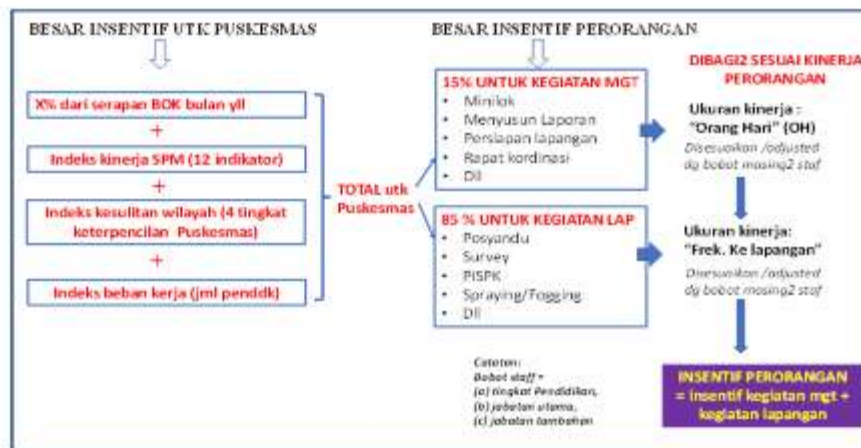 BESAR INSENTIF UTK PUSKESMAS
X% dari serapan BOK bulan yll
+
Indeks kinerja SPM (12 indikator)
+
Indeks kesulitan wilayah (4 tingkat
keterpencilan Puskesmas)
+
Indeks beban kerja (jml penddk)
TOTAL utk
Puskesmas
BESAR INSENTIF PERORANGAN
15% UNTUK KEGIATAN MGT
• Minilok
• Menyusun Laporan
• Persiapan lapangan
• Rapat kordinasi
• Dll
85 % UNTUK KEGIATAN LAP
• Posyandu
• Survey
• PISPK
• Spraying/Fogging
• Dll
DIBAGI2 SESUAI KINERJA
PERORANGAN
Ukuran kinerja :
"Orang Hari" (OH)
Disesuaikan /adjusted
dg bobot masing2 staf
Ukuran kinerja:
"Frek. Ke lapangan"
Disesuaikan /adjusted
dg bobot masing2 staf
Catatan:
Bobot staff =
(a) tingkat Pendidikan,
(b) jabatan utama,
(c) jabatan tambahan
INSENTIF PERORANGAN
= insentif kegiatan mgt +
kegiatan lapangan